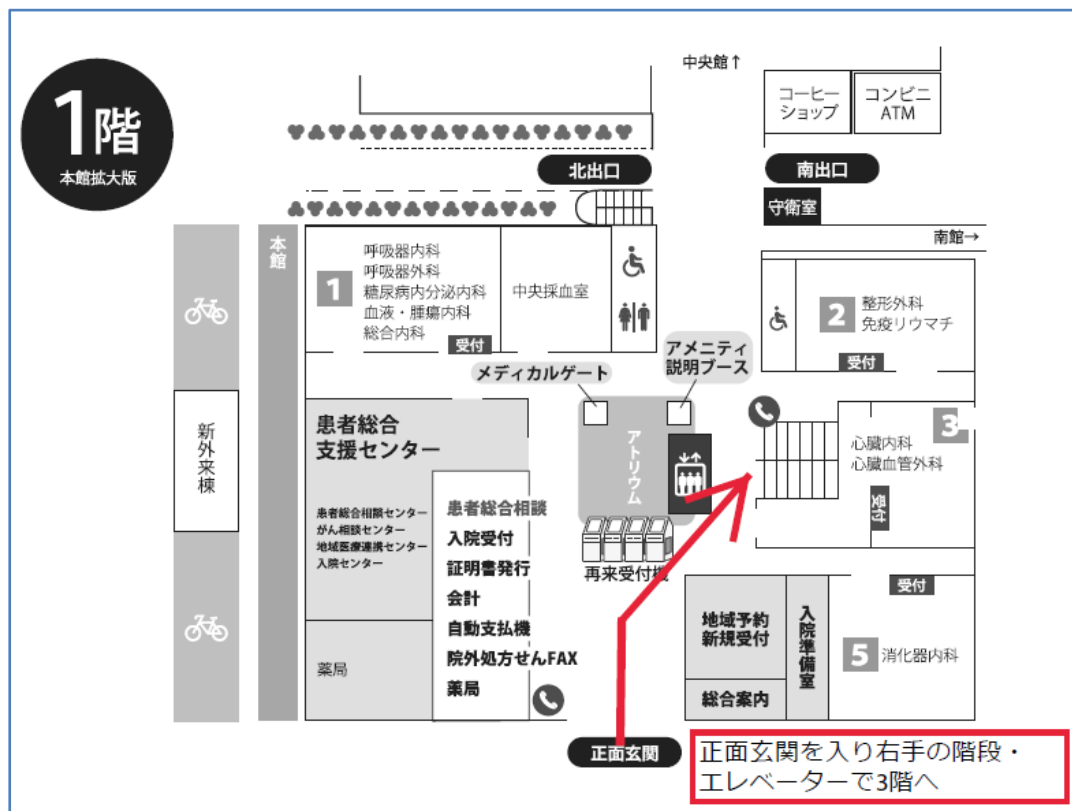 1階
本館拡大版
中央館↑
コーヒー
ショップ
コンビニ
ATM
北出口
南出口
守衛室
南館→
本館
1
呼吸器内科
呼吸器外科
糖尿病内分泌内科
血液・腫瘍内科
総合内科
受付
中央採血室
2
整形外科
免疫リウマチ
受付
メディカルゲート
アメニティ
説明ブース
新外来棟
患者総合
支援センター
患者総合相談センター
がん相談センター
地域医療連携センター
入院センター
患者総合相談
入院受付
証明書発行
会計
自動支払機
院外処方せんFAX
薬局
薬局
アトリウム
再来受付機
3
心臓内科
心臓血管外科
受付
受付
地域予約
新規受付
総合案内
入院準備室
5
消化器内科
正面玄関
正面玄関を入り右手の階段・
エレベーターで3階へ